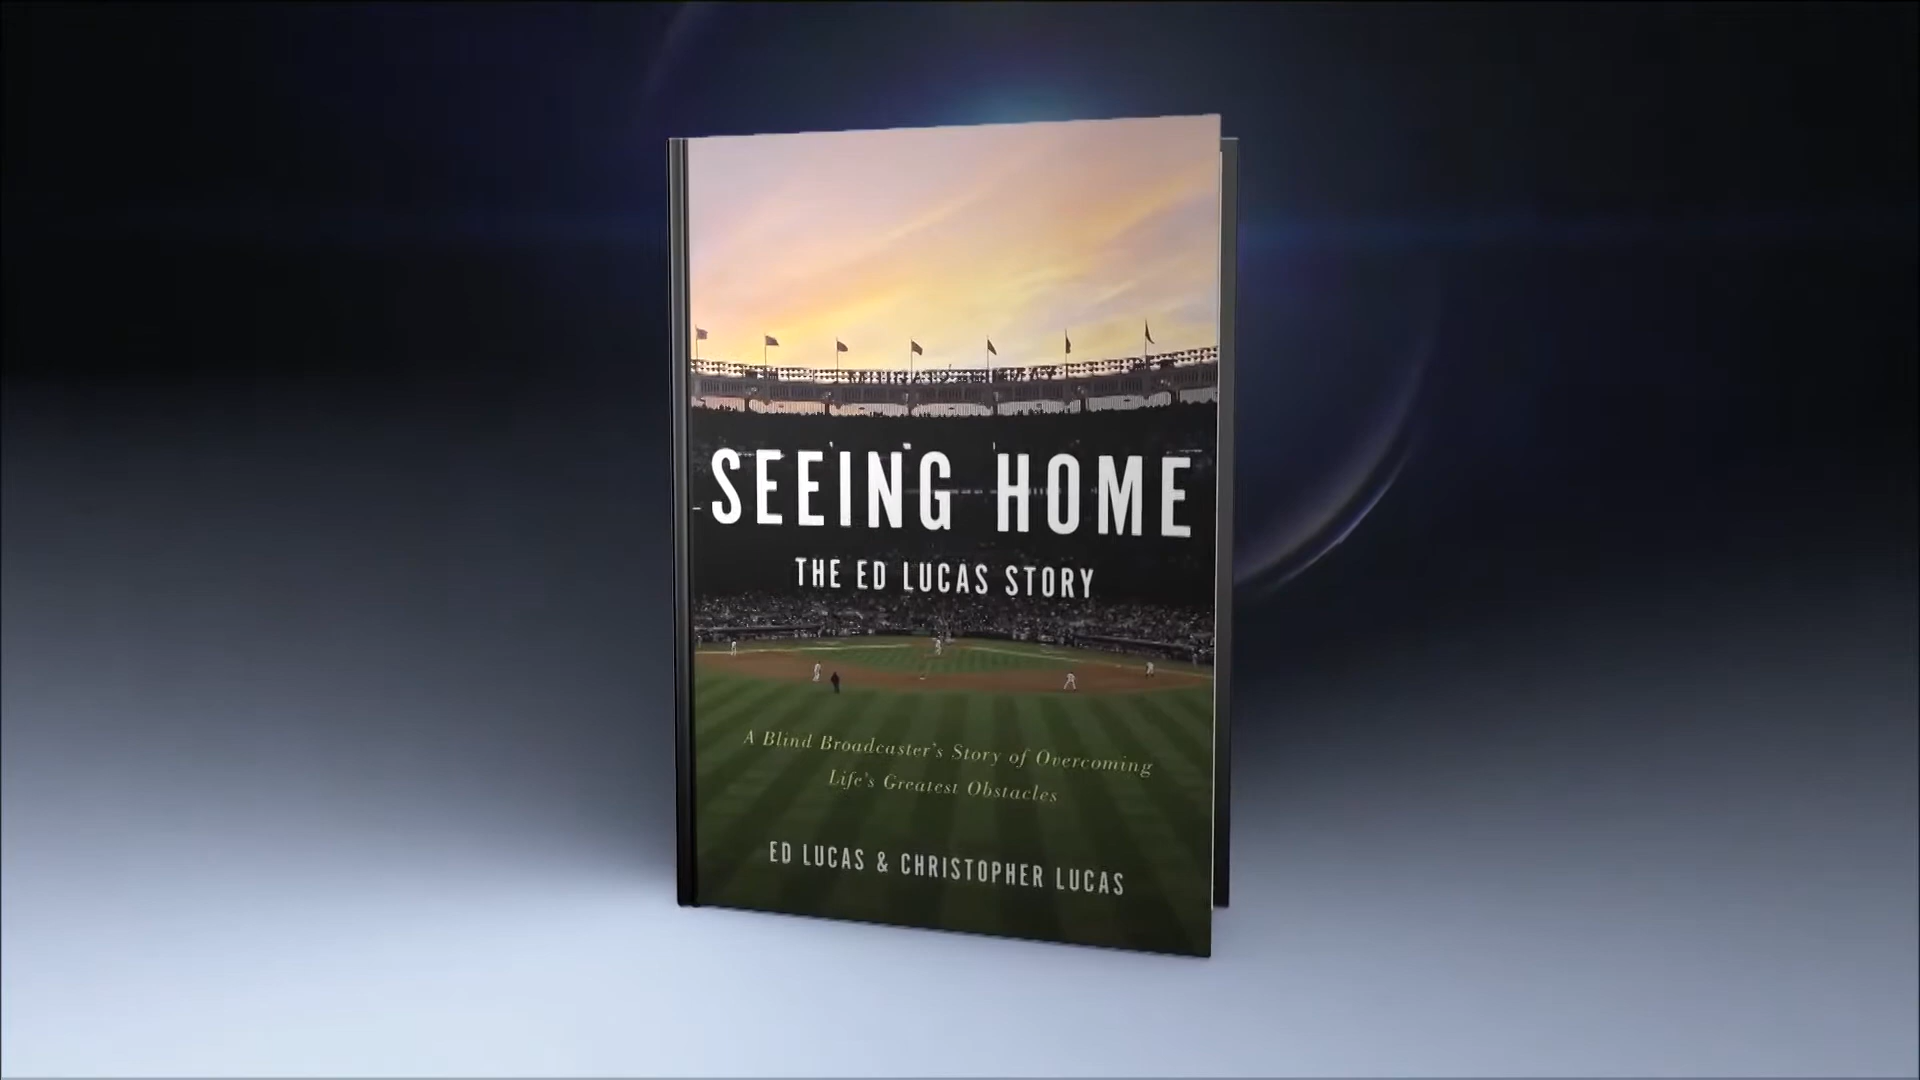 SEEING HOME
THE ED LUCAS STORY
A Blind Broadcaster's Story of Overcoming
Life's Greatest Obstacles
ED LUCAS & CHRISTOPHER LUCAS